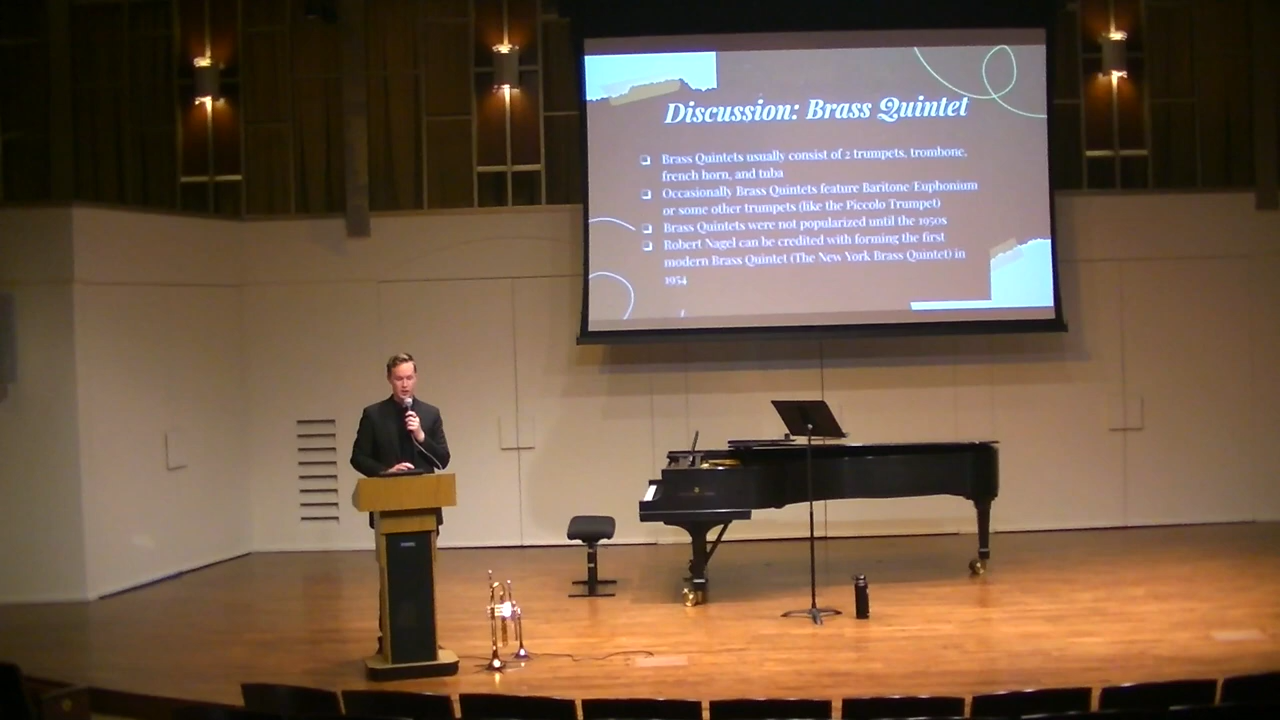 Discussion: Brass Quintet
Brass Quintets usually consist of 2 trumpets, trombone,
french horn, and tuba
Occasionally Brass Quintets feature Baritone/Euphonium
or some other trumpets (like the Piccolo Trumpet)
Brass Quintets were not popularized until the 1950s
Robert Nagel can be credited with forming the first
modern Brass Quintet (The New York Brass Quintet) in
1954